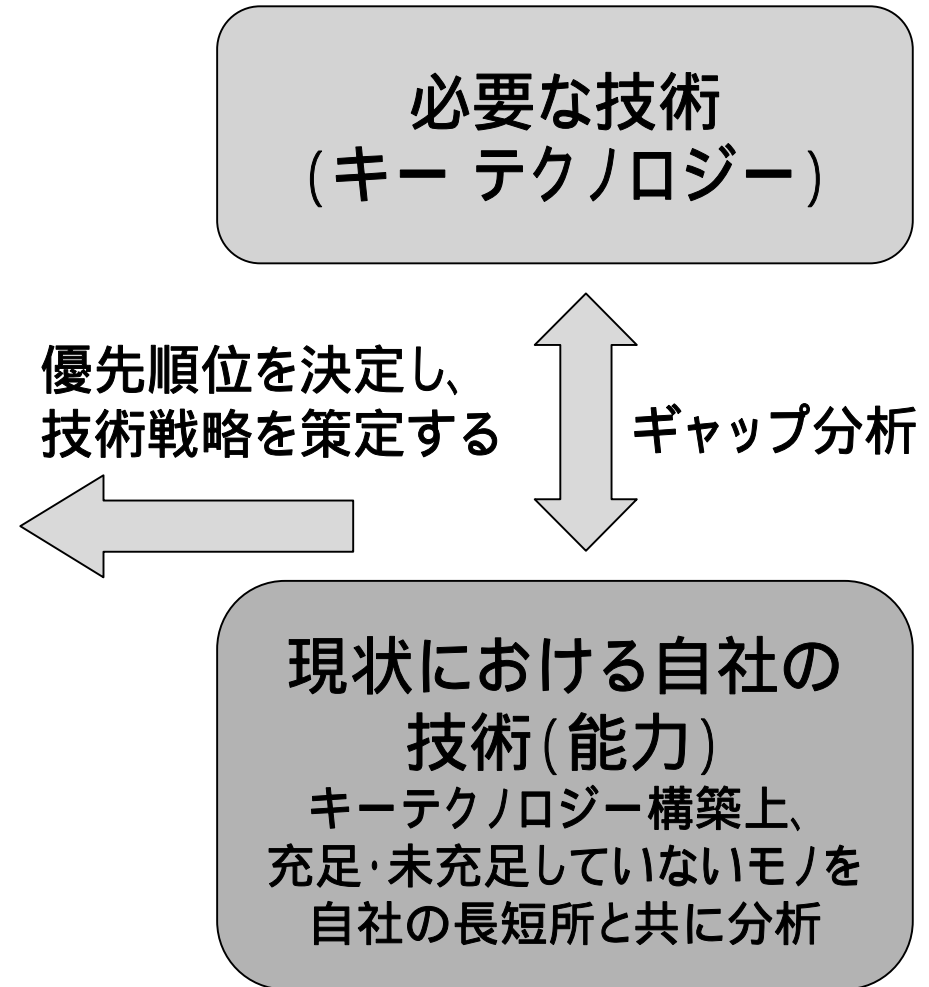 必要な技術
(キー テクノロジー)
優先順位を決定し、
技術戦略を策定する
ギャップ分析
現状における自社の
技術(能力)
キーテクノロジー構築上、
充足・未充足していないモノを
自社の長短所と共に分析